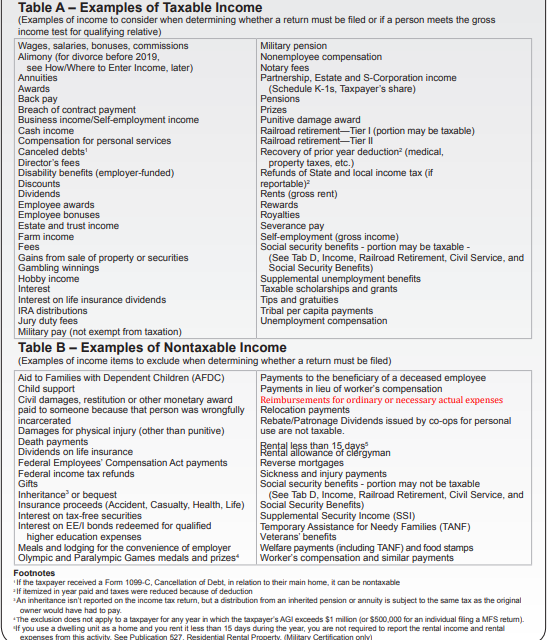 Table A – Examples of Taxable Income
(Examples of income to consider when determining whether a return must be filed or if a person meets the gross
income test for qualifying relative)
Wages, salaries, bonuses, commissions
Alimony (for divorce before 2019,
see How/Where to Enter Income, later)
Annuities
Awards
Back pay
Breach of contract payment
Business income/Self-employment income
Cash income
Compensation for personal services
Canceled debts¹
Director's fees
Disability benefits (employer-funded)
Discounts
Dividends
Employee awards
Employee bonuses
Estate and trust income
Farm income
Fees
Gains from sale of property or securities
Gambling winnings
Hobby income
Interest
Interest on life insurance dividends
IRA distributions
Jury duty fees
Military pay (not exempt from taxation)
Military pension
Nonemployee compensation
Notary fees
Partnership, Estate and S-Corporation income
(Schedule K-1s, Taxpayer's share)
Pensions
Prizes
Punitive damage award
Railroad retirement—Tier I (portion may be taxable)
Railroad retirement—Tier II
Recovery of prior year deduction² (medical,
property taxes, etc.)
Refunds of State and local income tax (if
reportable)²
Rents (gross rent)
Rewards
Royalties
Severance pay
Self-employment (gross income)
Social security benefits - portion may be taxable -
(See Tab D, Income, Railroad Retirement, Civil Service, and
Social Security Benefits)
Supplemental unemployment benefits
Taxable scholarships and grants
Tips and gratuities
Tribal per capita payments
Unemployment compensation
Table B – Examples of Nontaxable Income
(Examples of income items to exclude when determining whether a return must be filed)
Aid to Families with Dependent Children (AFDC)
Child support
Civil damages, restitution or other monetary award
paid to someone because that person was wrongfully
incarcerated
Damages for physical injury (other than punitive)
Death payments
Dividends on life insurance
Federal Employees' Compensation Act payments
Federal income tax refunds
Gifts
Inheritance³ or bequest
Insurance proceeds (Accident, Casualty, Health, Life)
Interest on tax-free securities
Interest on EE/I bonds redeemed for qualified
higher education expenses
Meals and lodging for the convenience of employer
Olympic and Paralympic Games medals and prizes⁴
Payments to the beneficiary of a deceased employee
Payments in lieu of worker's compensation
Reimbursements for ordinary or necessary actual expenses
Relocation payments
Rebate/Patronage Dividends issued by co-ops for personal
use are not taxable.
Rental less than 15 days⁵
Rental allowance of clergyman
Reverse mortgages
Sickness and injury payments
Social security benefits - portion may not be taxable
(See Tab D, Income, Railroad Retirement, Civil Service, and
Social Security Benefits)
Supplemental Security Income (SSI)
Temporary Assistance for Needy Families (TANF)
Veterans' benefits
Welfare payments (including TANF) and food stamps
Worker's compensation and similar payments
Footnotes
¹ If the taxpayer received a Form 1099-C, Cancellation of Debt, in relation to their main home, it can be nontaxable
² If itemized in year paid and taxes were reduced because of deduction
³ An inheritance isn't reported on the income tax return, but a distribution from an inherited pension or annuity is subject to the same tax as the original
owner would have had to pay.
⁴ The exclusion does not apply to a taxpayer for any year in which the taxpayer's AGI exceeds $1 million (or $500,000 for an individual filing a MFS return).
⁵ If you use a dwelling unit as a home and you rent it less than 15 days during the year, you are not required to report the rental income and rental
expenses from this activity. See Publication 527, Residential Rental Property. (Military Certification only)